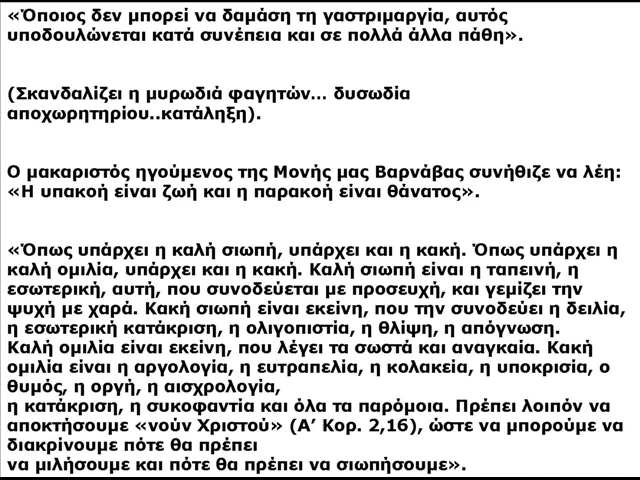 «Όποιος δεν μπορεί να δαμάση τη γαστριμαργία, αυτός
υποδουλώνεται κατά συνέπεια και σε πολλά άλλα πάθη».
(Σκανδαλίζει η μυρωδιά φαγητών... δυσωδία
αποχωρητηρίου..κατάληξη).
Ο μακαριστός ηγούμενος της Μονής μας Βαρνάβας συνήθιζε να λέη:
«Η υπακοή είναι ζωή και η παρακοή είναι θάνατος».
«Όπως υπάρχει η καλή σιωπή, υπάρχει και η κακή. Όπως υπάρχει η
καλή ομιλία, υπάρχει και η κακή. Καλή σιωπή είναι η ταπεινή, η
εσωτερική, αυτή, που συνοδεύεται με προσευχή, και γεμίζει την
ψυχή με χαρά. Κακή σιωπή είναι εκείνη, που την συνοδεύει η δειλία,
η εσωτερική κατάκριση, η ολιγοπιστία, η θλίψη, η απόγνωση.
Καλή ομιλία είναι εκείνη, που λέγει τα σωστά και αναγκαία. Κακή
ομιλία είναι η αργολογία, η ευτραπελία, η κολακεία, η υποκρισία, ο
θυμός, η οργή, η αισχρολογία,
η κατάκριση, η συκοφαντία και όλα τα παρόμοια. Πρέπει λοιπόν να
αποκτήσουμε «νούν Χριστού» (Α’ Κορ. 2,16), ώστε να μπορούμε να
διακρίνουμε πότε θα πρέπει
να μιλήσουμε και πότε θα πρέπει να σιωπήσουμε».